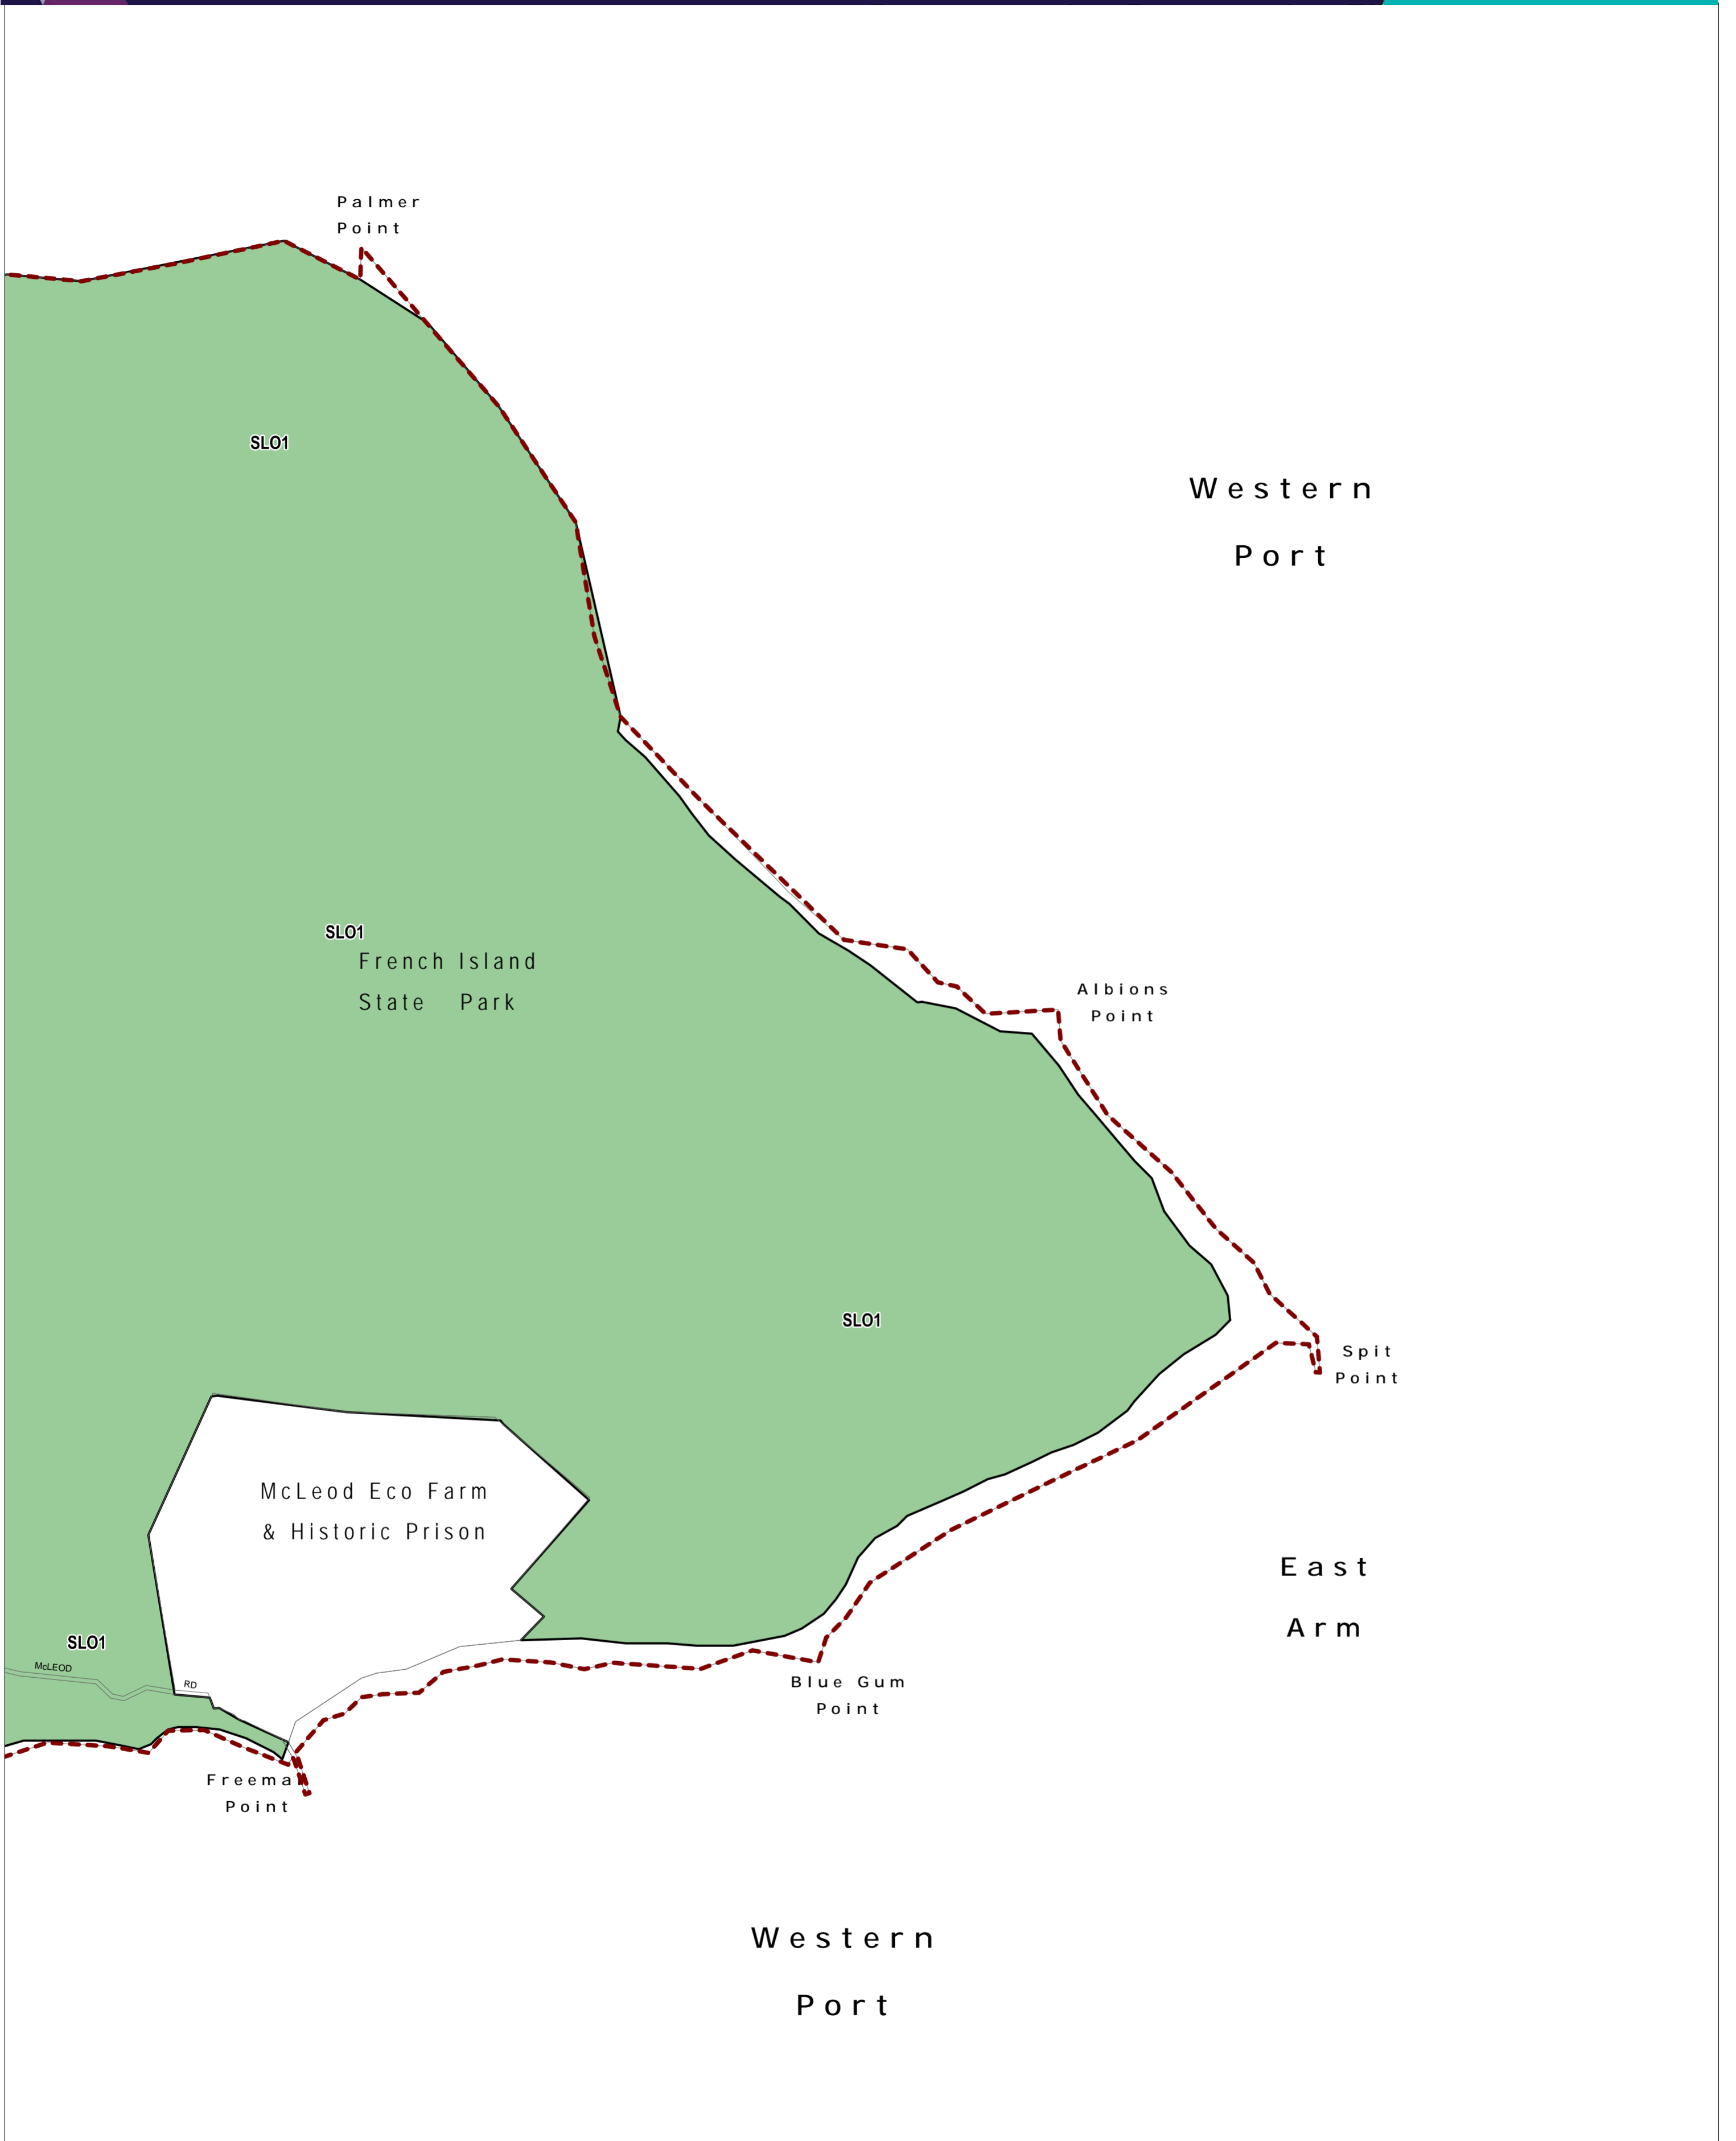 Palmer
Point
SLO1
Western
Port
SLO1
French Island
State Park
Albions
Point
SLO1
Spit
Point
McLeod Eco Farm
& Historic Prison
East
Arm
SLO1
McLEOD
RD
Blue Gum
Point
Freema
Point
Western
Port